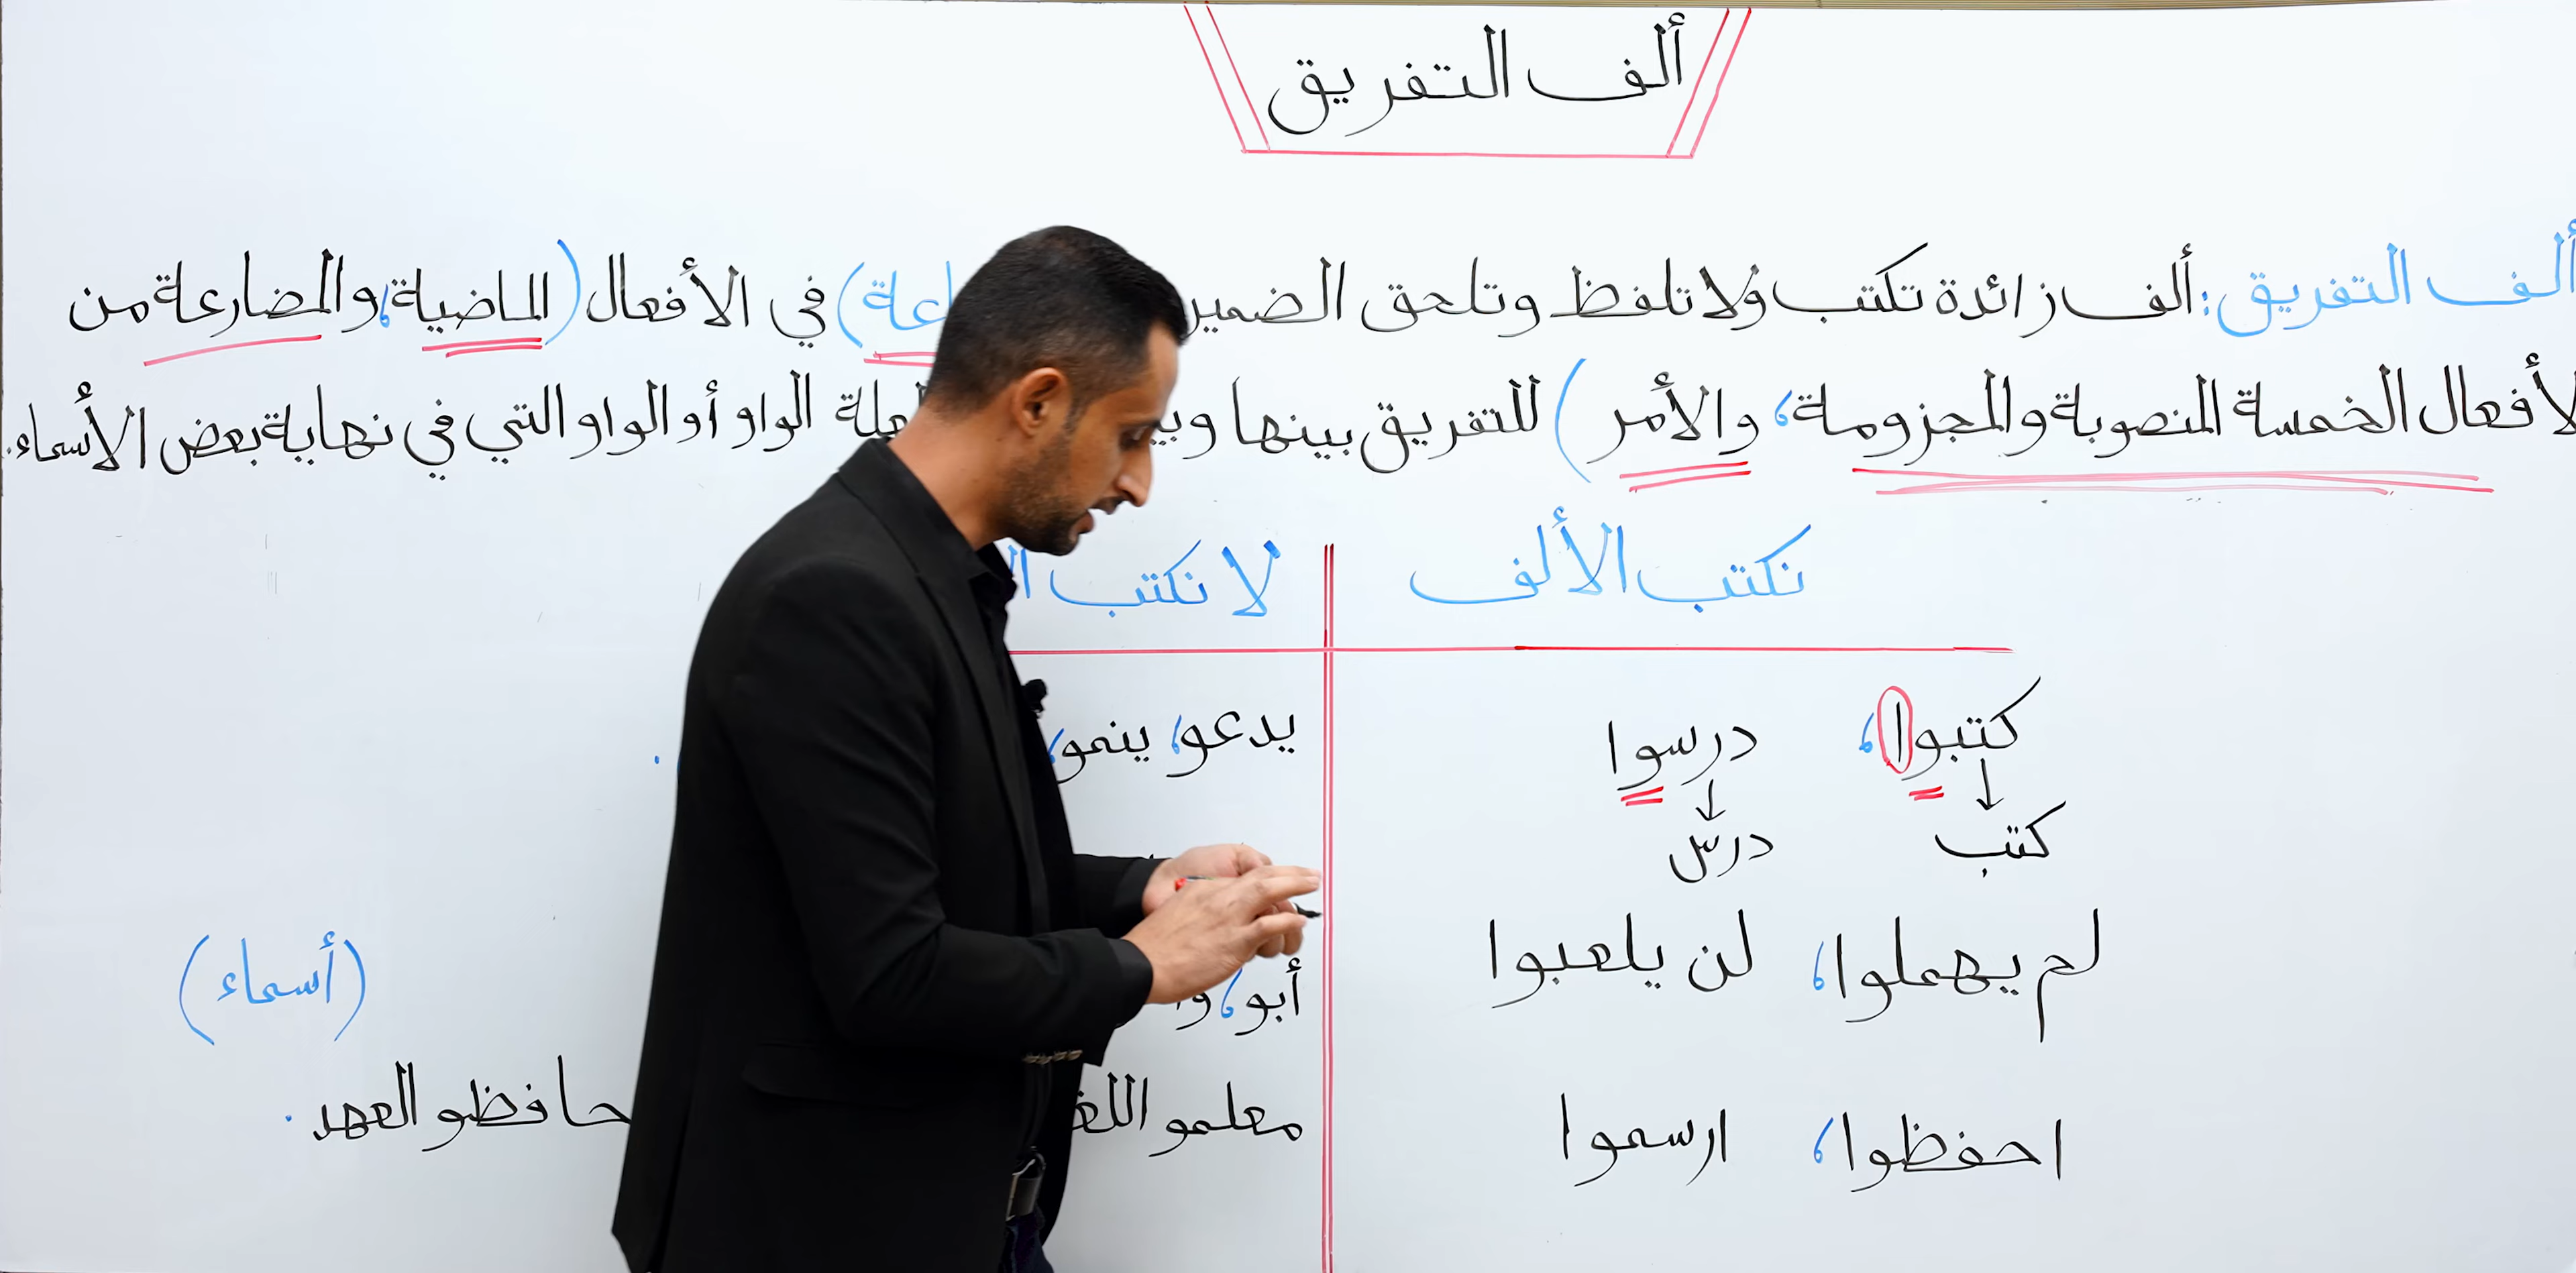 ألف التفريق
ألف التفريق: ألف زائدة تكتب ولا تلفظ وتلحق الضمير في الأفعال (الماضية، والمضارعة من
لأفعال الخمسة المنصوبة والمجزومة، والأمر) للتفريق بينها الواو أو الواو التي في نهاية بعض الأسماء.
نكتب الألف لا نكتب
كتبوا، درسوا يدعو، ينمو،
كتب درس
لم يهملوا، لن يلعبوا أبو، (أسماء)
احفظوا، ارسموا معلمو حافظو العهد.